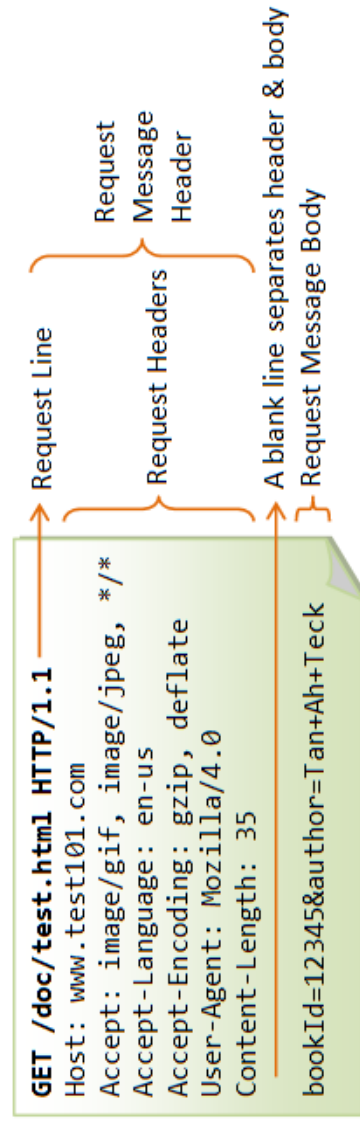 GET /doc/test.html HTTP/1.1
Host: www.test101.com
Accept: image/gif, image/jpeg, */*
Accept-Language: en-us
Accept-Encoding: gzip, deflate
User-Agent: Mozilla/4.0
Content-Length: 35
bookId=12345&author=Tan+Ah+Teck
Request Line
Request Headers
Request
Message
Header
A blank line separates header & body
Request Message Body